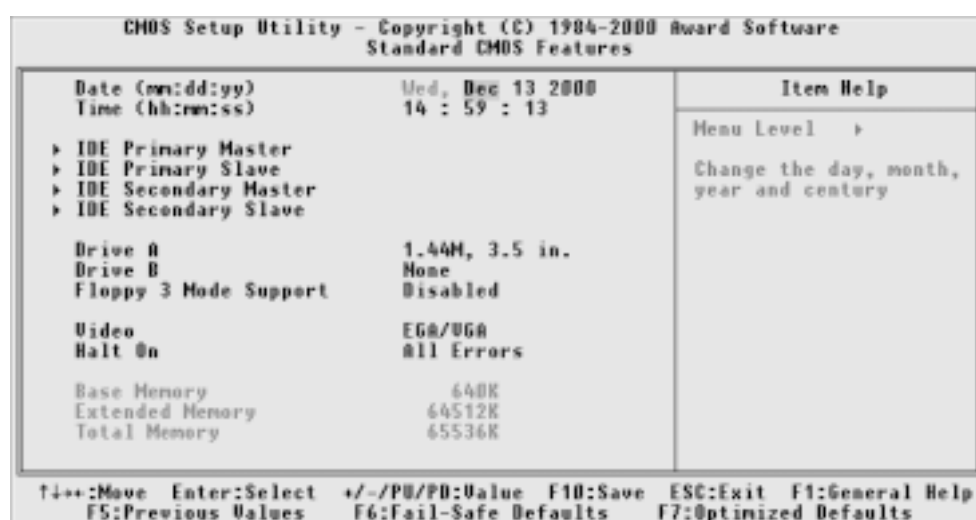 CMOS Setup Utility - Copyright (C) 1984-2000 Award Software
Standard CMOS Features
Date (mm:dd:yy) Wed, Dec 13 2000
Time (hh:mm:ss) 14 : 59 : 13
IDE Primary Master
IDE Primary Slave
IDE Secondary Master
IDE Secondary Slave
Drive A 1.44M, 3.5 in.
Drive B None
Floppy 3 Mode Support Disabled
Video EGA/VGA
Halt On All Errors
Base Memory 640K
Extended Memory 64512K
Total Memory 65536K
Item Help
Menu Level
Change the day, month,
year and century
↑↓→←:Move Enter:Select +/-/PU/PD:Value F10:Save ESC:Exit F1:General Help
F5:Previous Values F6:Fail-Safe Defaults F7:Optimized Defaults